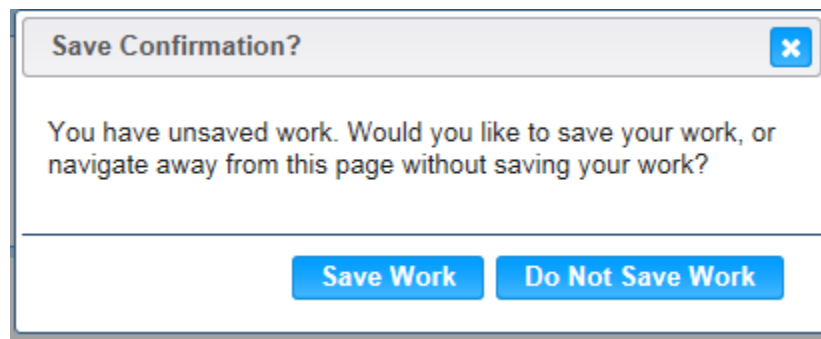 Save Confirmation?
You have unsaved work. Would you like to save your work, or
navigate away from this page without saving your work?
Save Work
Do Not Save Work